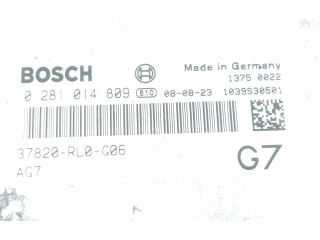 BOSCH
Made in Germany
1375 0022
0 281 014 809 810 08-08-23 1039S30501
37820-RL0-G06
G7
AG7